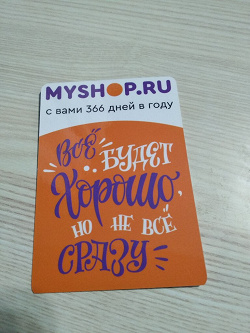 MYSHOP.RU
с вами 366 дней в году
Всё
БУДЕТ
Хорошо,
НО НЕ ВСЁ
СРАЗУ